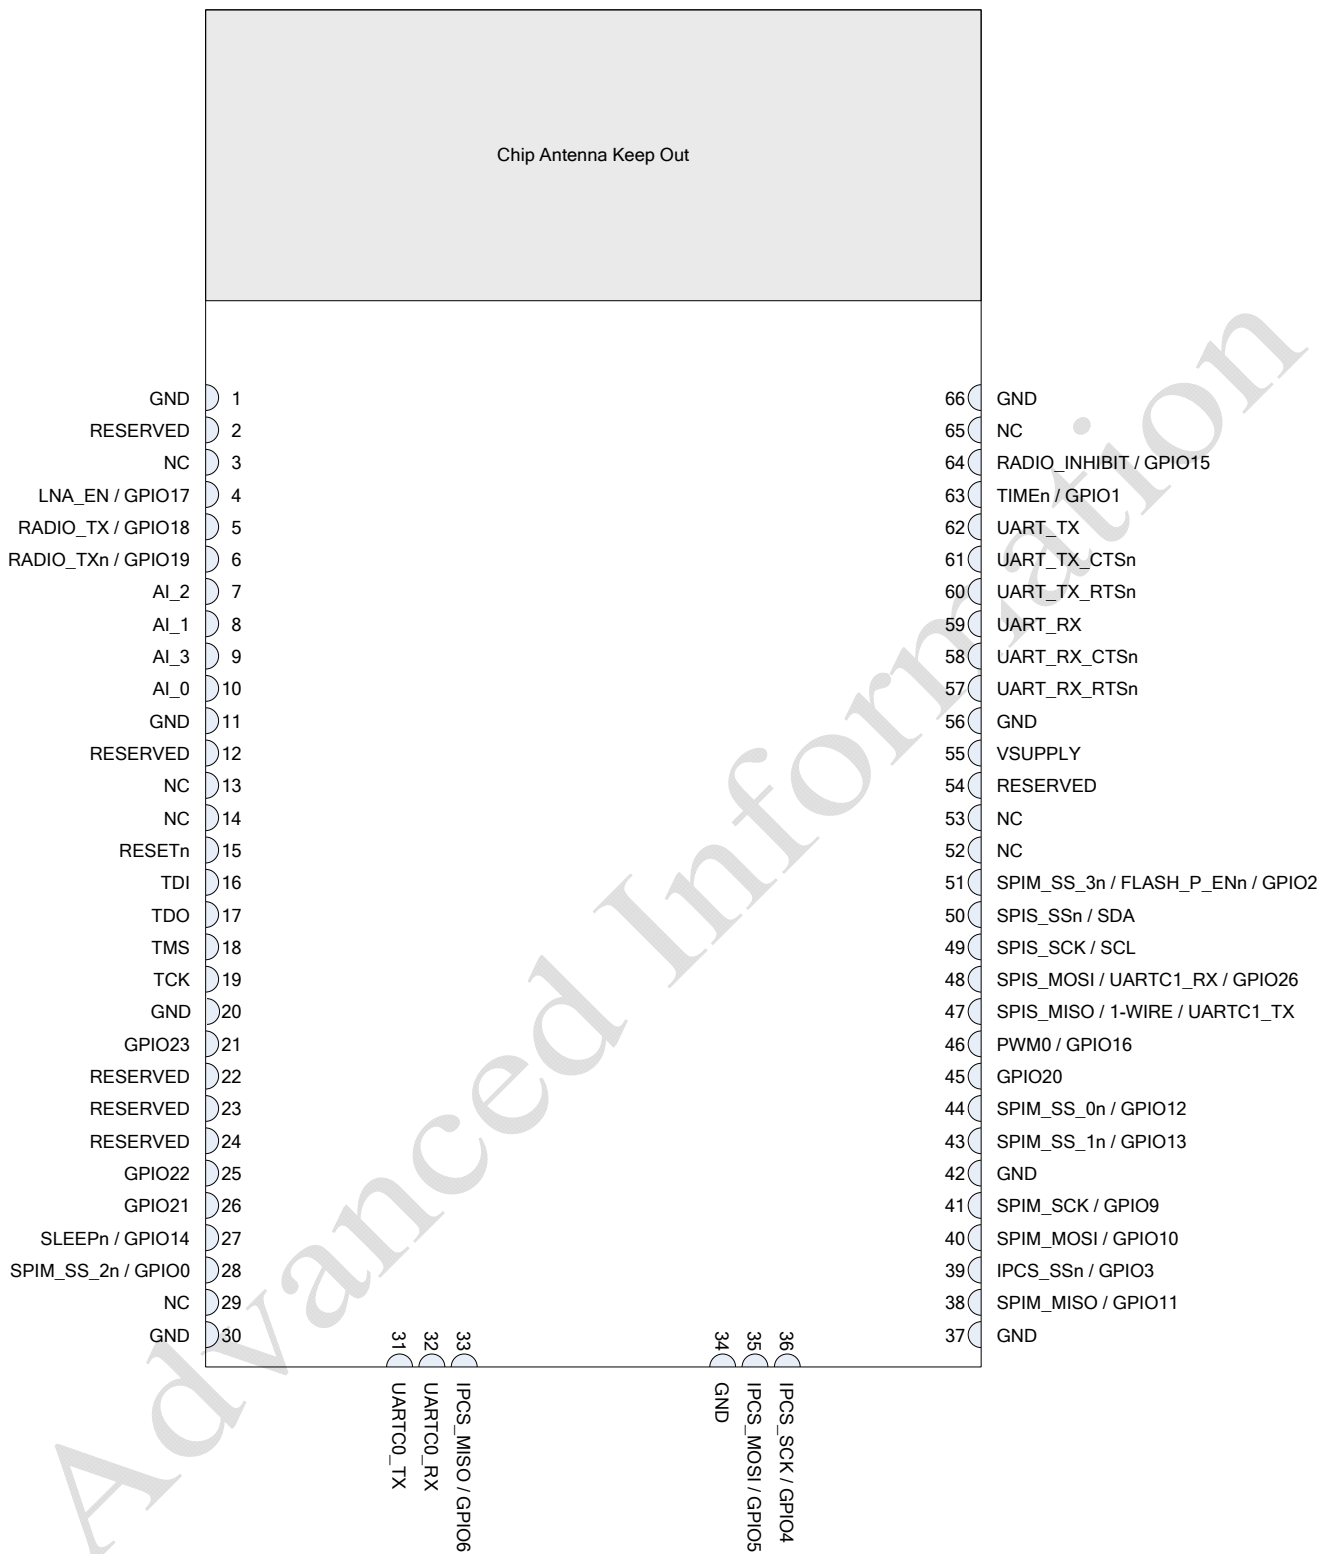 Chip Antenna Keep Out
GND 1
RESERVED 2
NC 3
LNA_EN / GPIO17 4
RADIO_TX / GPIO18 5
RADIO_TXn / GPIO19 6
AI_2 7
AI_1 8
AI_3 9
AI_0 10
GND 11
RESERVED 12
NC 13
NC 14
RESETn 15
TDI 16
TDO 17
TMS 18
TCK 19
GND 20
GPIO23 21
RESERVED 22
RESERVED 23
RESERVED 24
GPIO22 25
GPIO21 26
SLEEPn / GPIO14 27
SPIM_SS_2n / GPIO0 28
NC 29
GND 30
31 UARTC0_TX
32 UARTC0_RX
33 IPCS_MISO / GPIO6
34 GND
35 IPCS_MOSI / GPIO5
36 IPCS_SCK / GPIO4
66 GND
65 NC
64 RADIO_INHIBIT / GPIO15
63 TIMEn / GPIO1
62 UART_TX
61 UART_TX_CTSn
60 UART_TX_RTSn
59 UART_RX
58 UART_RX_CTSn
57 UART_RX_RTSn
56 GND
55 VSUPPLY
54 RESERVED
53 NC
52 NC
51 SPIM_SS_3n / FLASH_P_ENn / GPIO2
50 SPIS_SSn / SDA
49 SPIS_SCK / SCL
48 SPIS_MOSI / UARTC1_RX / GPIO26
47 SPIS_MISO / 1-WIRE / UARTC1_TX
46 PWM0 / GPIO16
45 GPIO20
44 SPIM_SS_0n / GPIO12
43 SPIM_SS_1n / GPIO13
42 GND
41 SPIM_SCK / GPIO9
40 SPIM_MOSI / GPIO10
39 IPCS_SSn / GPIO3
38 SPIM_MISO / GPIO11
37 GND
Advanced Information